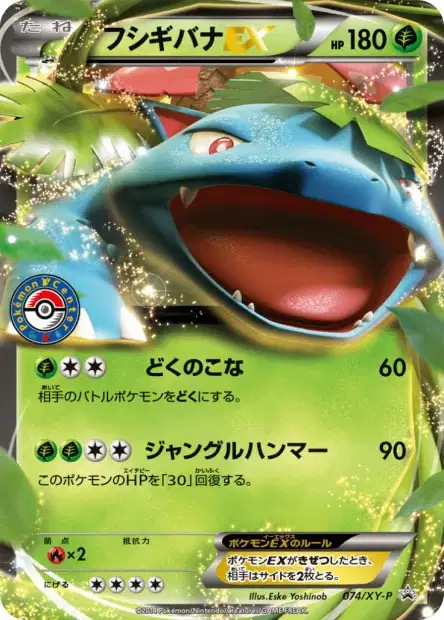 たね
フシギバナEX
HP180
Pokémon Center
どくのこな 60
相手のバトルポケモンをどくにする。
ジャングルハンマー 90
このポケモンのHPを「30」回復する。
弱点 抵抗力
×2
ポケモンEXのルール
ポケモンEXがきぜつしたとき、
相手はサイドを2枚とる。
にげる
Illus.Eske Yoshinob 074/XY-P
©2014 Pokémon/Nintendo/Creatures/GAME FREAK.